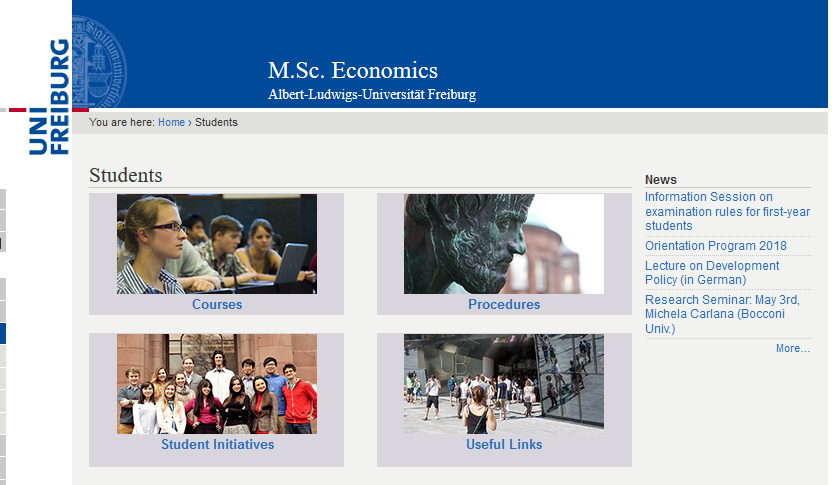 UNI
FREIBURG
M.Sc. Economics
Albert-Ludwigs-Universität Freiburg
You are here: Home › Students
Students
Courses
Procedures
Student Initiatives
Useful Links
News
Information Session on
examination rules for first-year
students
Orientation Program 2018
Lecture on Development
Policy (in German)
Research Seminar: May 3rd,
Michela Carlana (Bocconi
Univ.)
More…